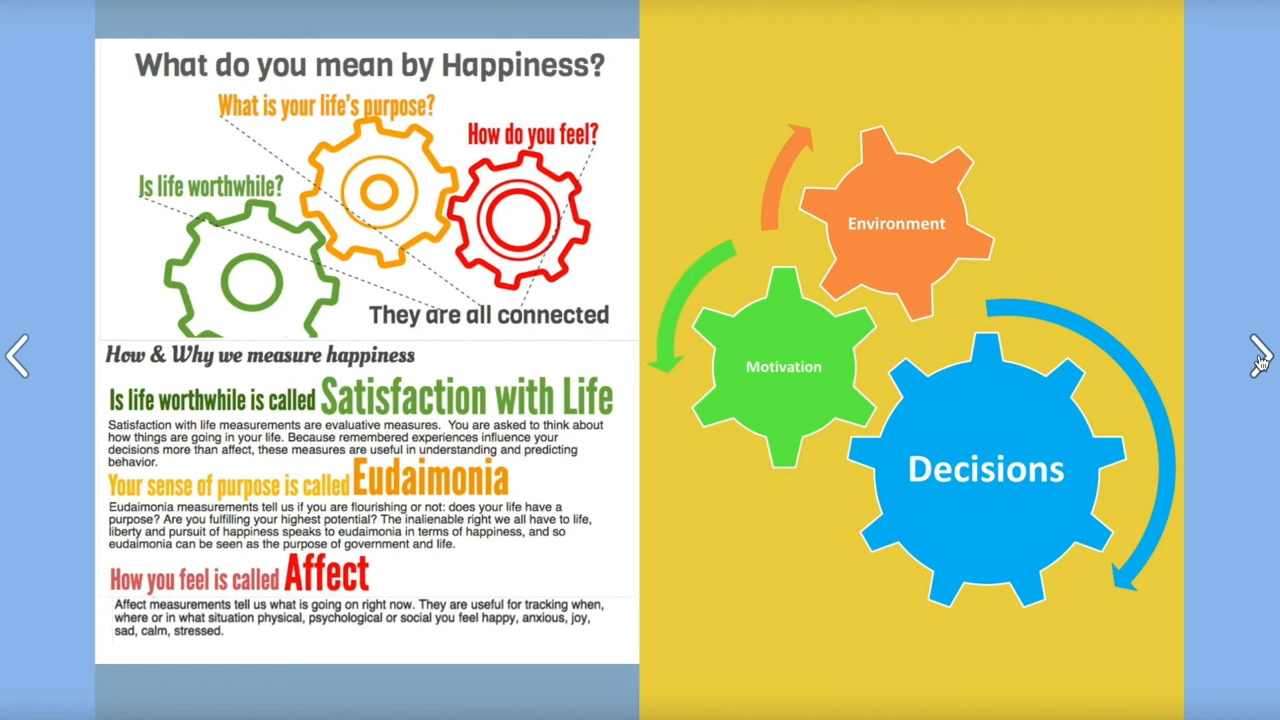 What do you mean by Happiness?
What is your life's purpose?
How do you feel?
Is life worthwhile?
They are all connected
How & Why we measure happiness
Is life worthwhile is called Satisfaction with Life
Satisfaction with life measurements are evaluative measures. You are asked to think about
how things are going in your life. Because remembered experiences influence your
decisions more than affect, these measures are useful in understanding and predicting
behavior.
Your sense of purpose is called Eudaimonia
Eudaimonia measurements tell us if you are flourishing or not: does your life have a
purpose? Are you fulfilling your highest potential? The inalienable right we all have to life,
liberty and pursuit of happiness speaks to eudaimonia in terms of happiness, and so
eudaimonia can be seen as the purpose of government and life.
How you feel is called Affect
Affect measurements tell us what is going on right now. They are useful for tracking when,
where or in what situation physical, psychological or social you feel happy, anxious, joy,
sad, calm, stressed.
Environment
Motivation
Decisions